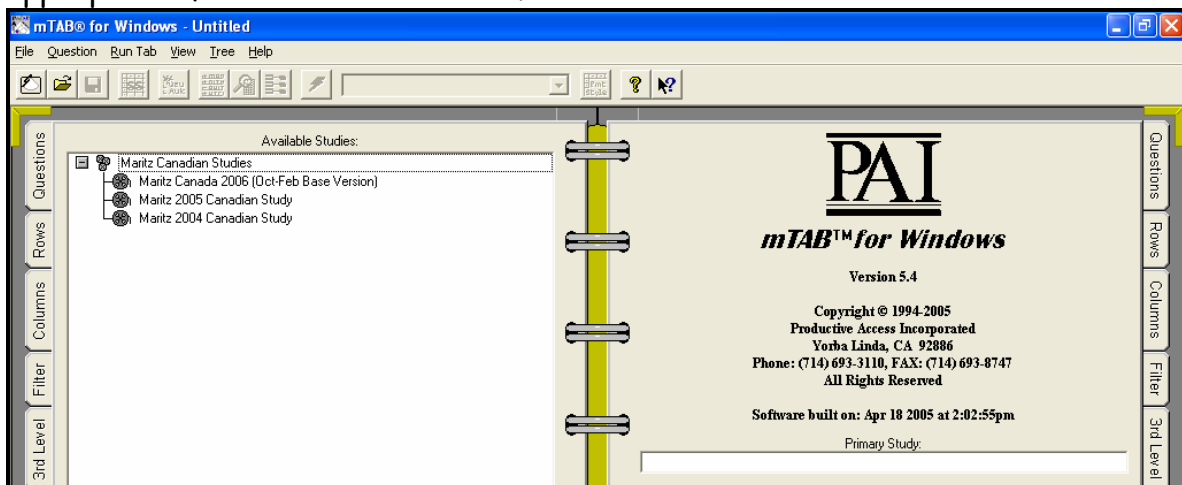 mTAB® for Windows - Untitled
File Question Run Tab View Tree Help
Available Studies:
Maritz Canadian Studies
Maritz Canada 2006 (Oct-Feb Base Version)
Maritz 2005 Canadian Study
Maritz 2004 Canadian Study
Questions
Rows
Columns
Filter
3rd Level
PAI
mTAB™ for Windows
Version 5.4
Copyright © 1994-2005
Productive Access Incorporated
Yorba Linda, CA 92886
Phone: (714) 693-3110, FAX: (714) 693-8747
All Rights Reserved
Software built on: Apr 18 2005 at 2:02:55pm
Primary Study:
Questions
Rows
Columns
Filter
3rd Level